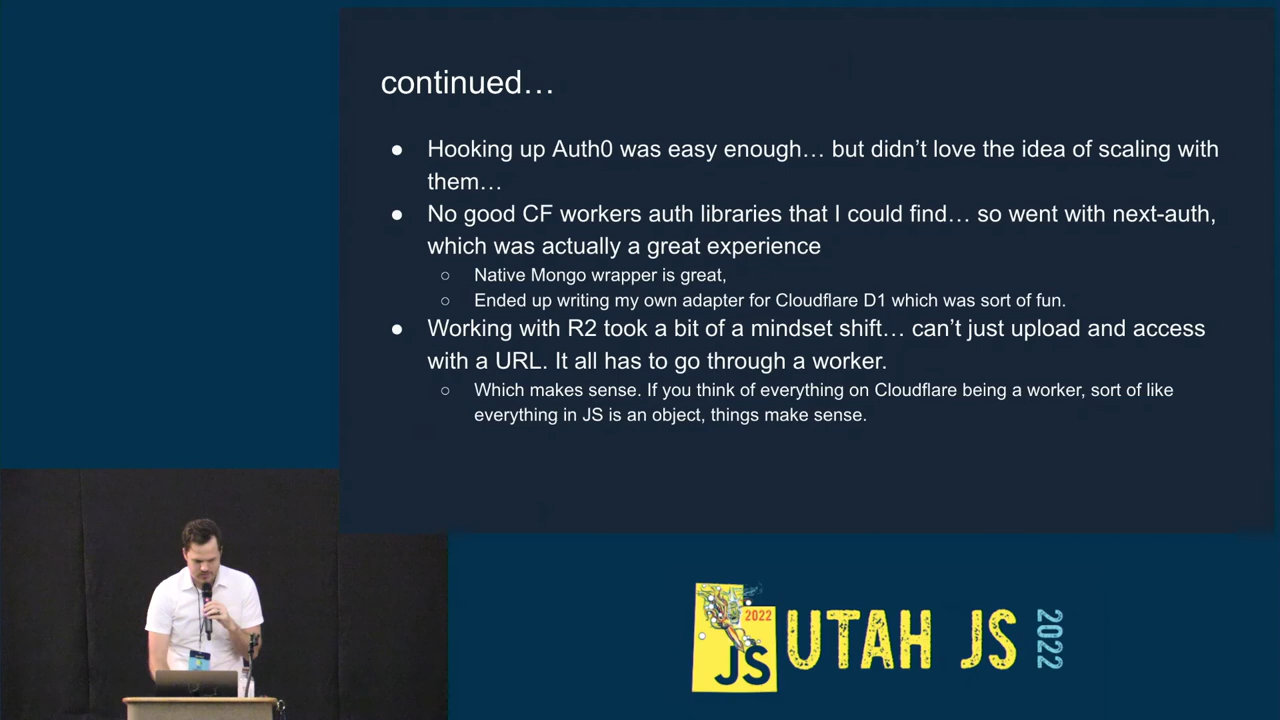 continued…
● Hooking up Auth0 was easy enough… but didn’t love the idea of scaling with
them…
● No good CF workers auth libraries that I could find… so went with next-auth,
which was actually a great experience
○ Native Mongo wrapper is great,
○ Ended up writing my own adapter for Cloudflare D1 which was sort of fun.
● Working with R2 took a bit of a mindset shift… can’t just upload and access
with a URL. It all has to go through a worker.
○ Which makes sense. If you think of everything on Cloudflare being a worker, sort of like
everything in JS is an object, things make sense.
2022
JS
UTAH JS
2022